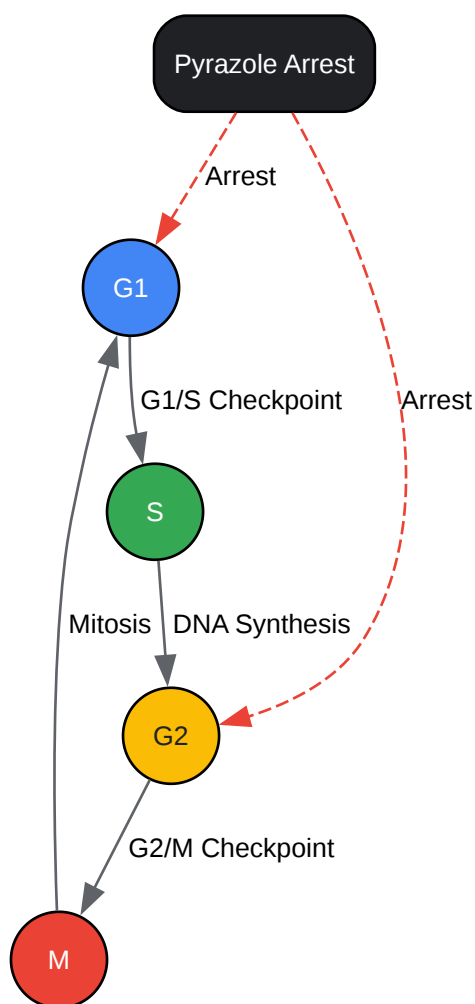 Pyrazole Arrest
Arrest
G1
G1/S Checkpoint
Arrest
S
Mitosis
DNA Synthesis
G2
G2/M Checkpoint
M